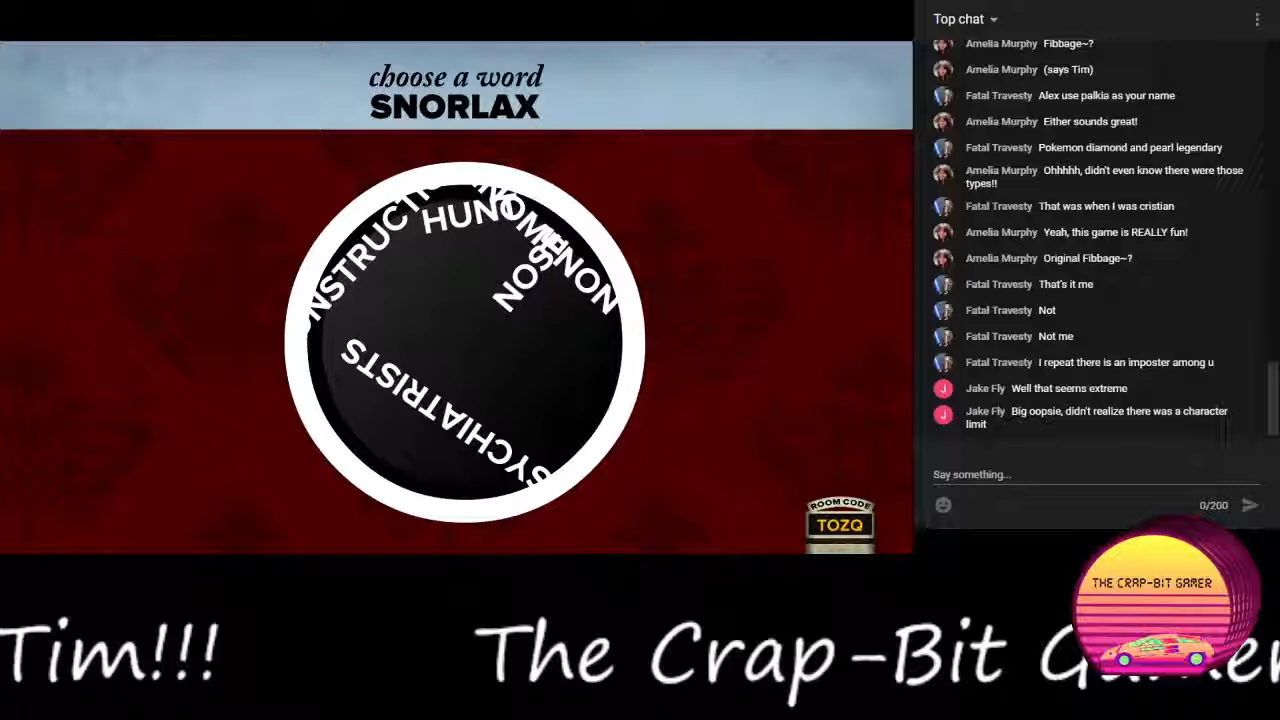 Top chat
choose a word
SNORLAX
Amelia Murphy Fibbage~?
Amelia Murphy (says Tim)
Fatal Travesty Alex use palkia as your name
Amelia Murphy Either sounds great!
Fatal Travesty Pokemon diamond and pearl legendary
Amelia Murphy Ohhhhh, didn't even know there were those
types!!
Fatal Travesty That was when I was cristian
Amelia Murphy Yeah, this game is REALLY fun!
Amelia Murphy Original Fibbage~?
Fatal Travesty That's it me
Fatal Travesty Not
Fatal Travesty Not me
Fatal Travesty I repeat there is an imposter among u
J Jake Fly Well that seems extreme
J Jake Fly Big oopsie, didn't realize there was a character
limit
Say something...
0/200
PSYCHIATRISTS
ROOM CODE
TOZQ
THE CRAP-BIT GAMER
Tim!!! The Crap-Bit Gamer